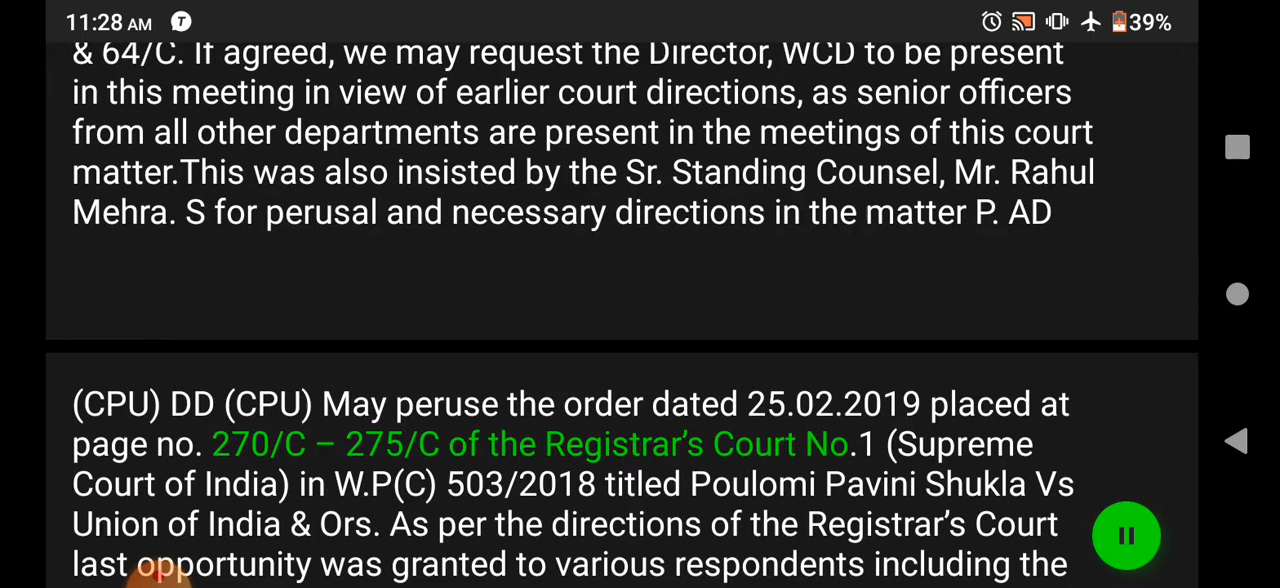 11:28 AM T 39%
& 64/C. If agreed, we may request the Director, WCD to be present
in this meeting in view of earlier court directions, as senior officers
from all other departments are present in the meetings of this court
matter.This was also insisted by the Sr. Standing Counsel, Mr. Rahul
Mehra. S for perusal and necessary directions in the matter P. AD
(CPU) DD (CPU) May peruse the order dated 25.02.2019 placed at
page no. 270/C – 275/C of the Registrar’s Court No.1 (Supreme
Court of India) in W.P(C) 503/2018 titled Poulomi Pavini Shukla Vs
Union of India & Ors. As per the directions of the Registrar’s Court
last opportunity was granted to various respondents including the